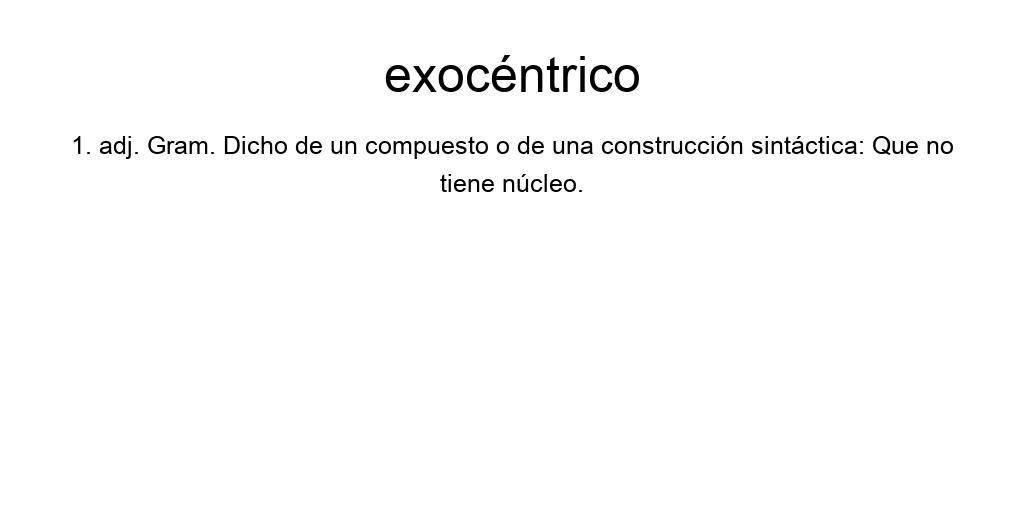 exocéntrico
1. adj. Gram. Dicho de un compuesto o de una construcción sintáctica: Que no
tiene núcleo.